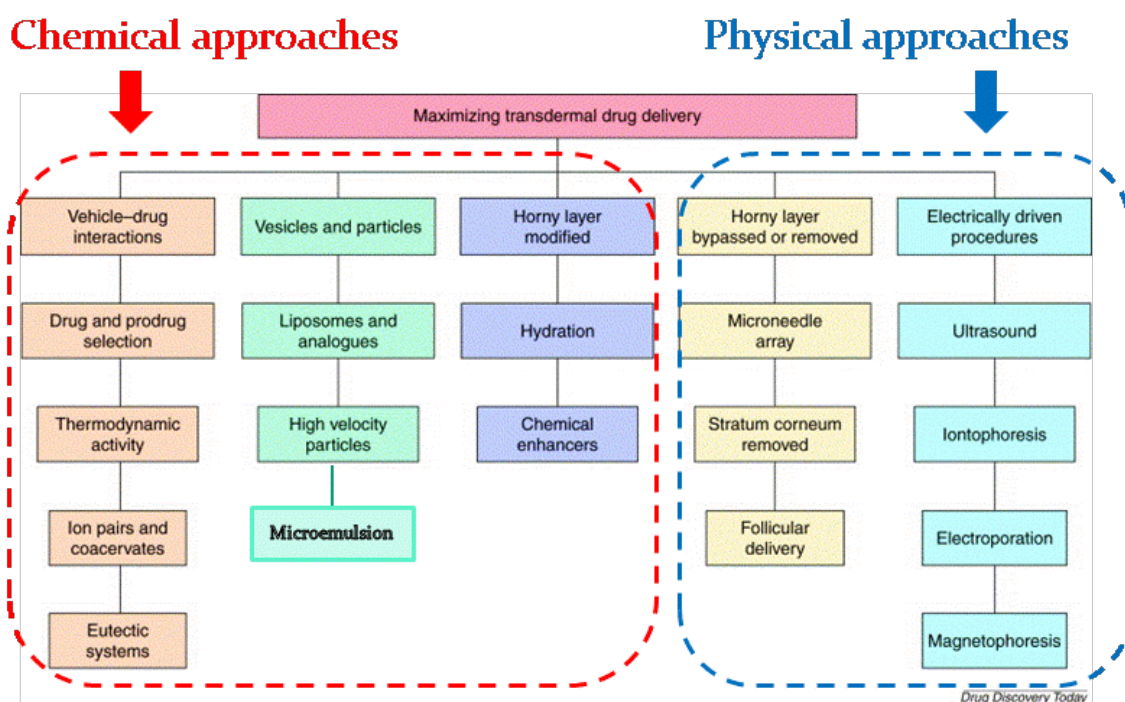 Chemical approaches
Physical approaches
Maximizing transdermal drug delivery
Vehicle–drug
interactions
Drug and prodrug
selection
Thermodynamic
activity
Ion pairs and
coacervates
Eutectic
systems
Vesicles and particles
Liposomes and
analogues
High velocity
particles
Microemulsion
Horny layer
modified
Hydration
Chemical
enhancers
Horny layer
bypassed or removed
Microneedle
array
Stratum corneum
removed
Follicular
delivery
Electrically driven
procedures
Ultrasound
Iontophoresis
Electroporation
Magnetophoresis
Drug Discovery Today